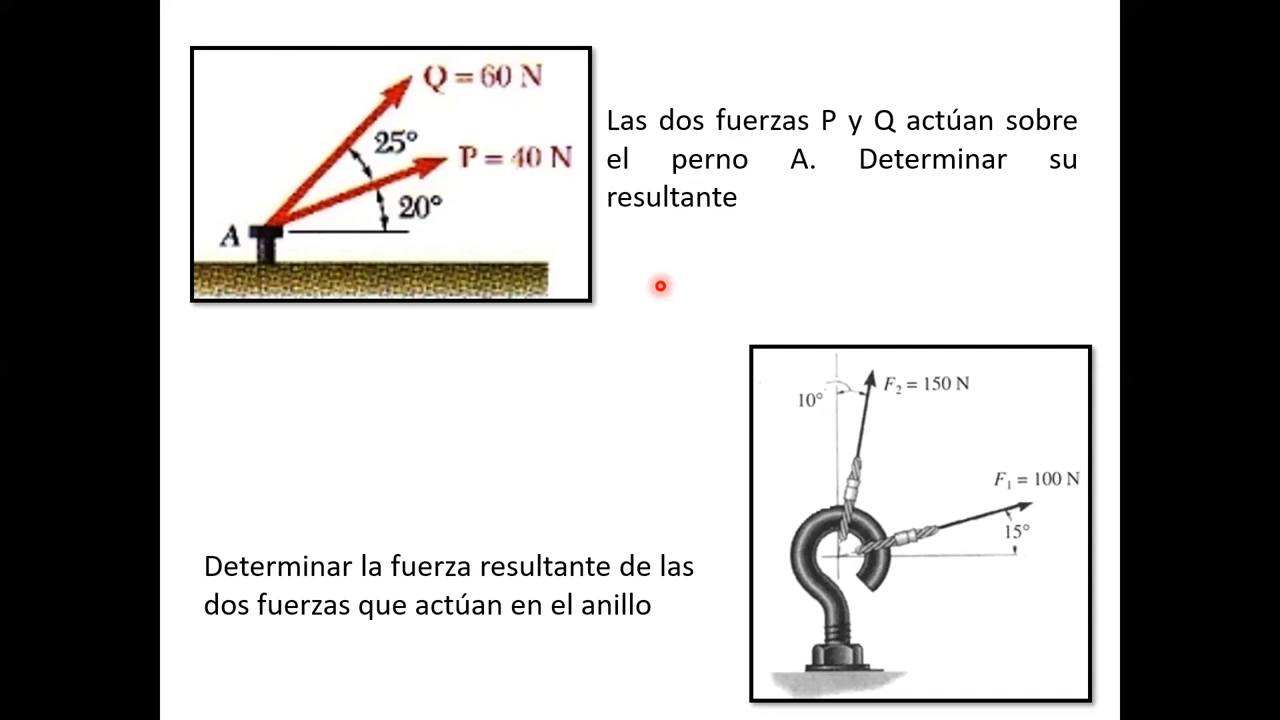 Q = 60 N
25°
P = 40 N
20°
A
Las dos fuerzas P y Q actúan sobre
el perno A. Determinar su
resultante
10°
F₂ = 150 N
F₁ = 100 N
15°
Determinar la fuerza resultante de las
dos fuerzas que actúan en el anillo